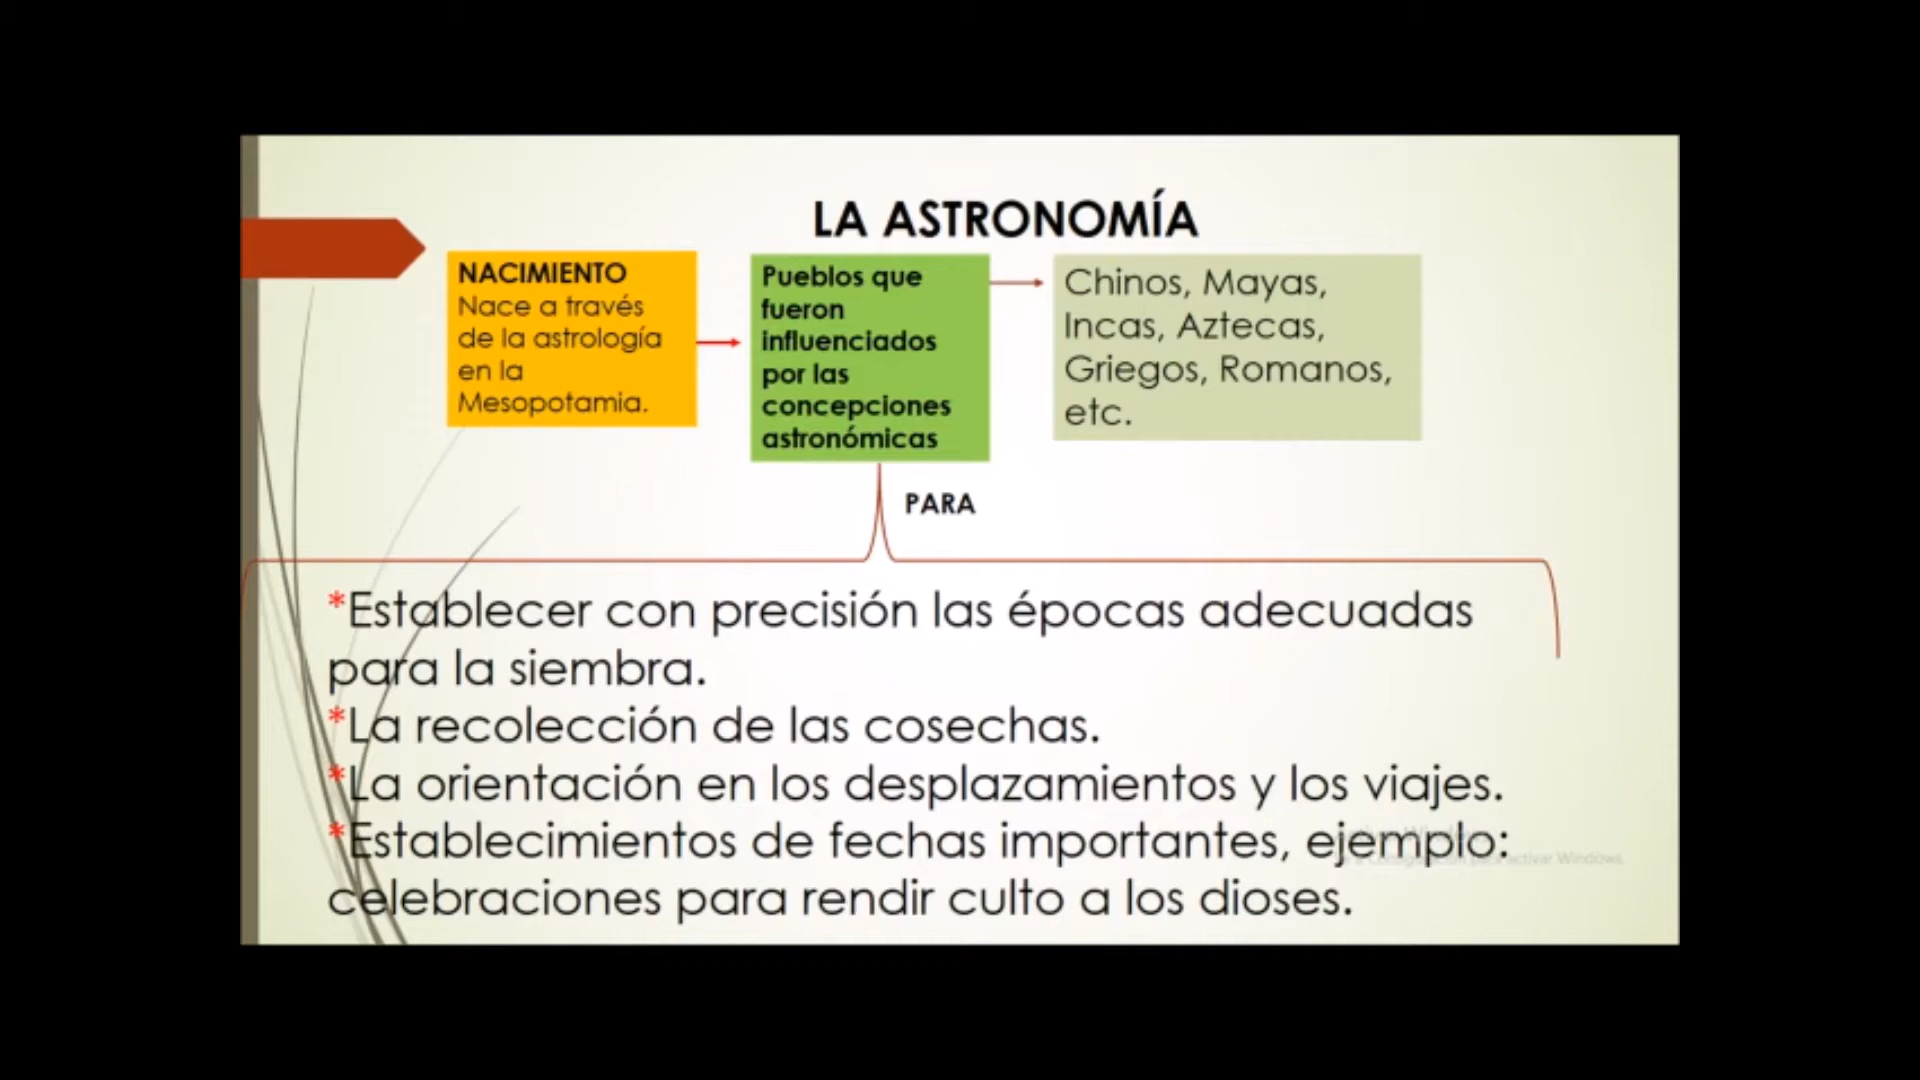 LA ASTRONOMÍA
NACIMIENTO
Nace a través
de la astrología
en la
Mesopotamia.
Pueblos que
fueron
influenciados
por las
concepciones
astronómicas
Chinos, Mayas,
Incas, Aztecas,
Griegos, Romanos,
etc.
PARA
*Establecer con precisión las épocas adecuadas
para la siembra.
*La recolección de las cosechas.
*La orientación en los desplazamientos y los viajes.
*Establecimientos de fechas importantes, ejemplo:
celebraciones para rendir culto a los dioses.
activar Windows.